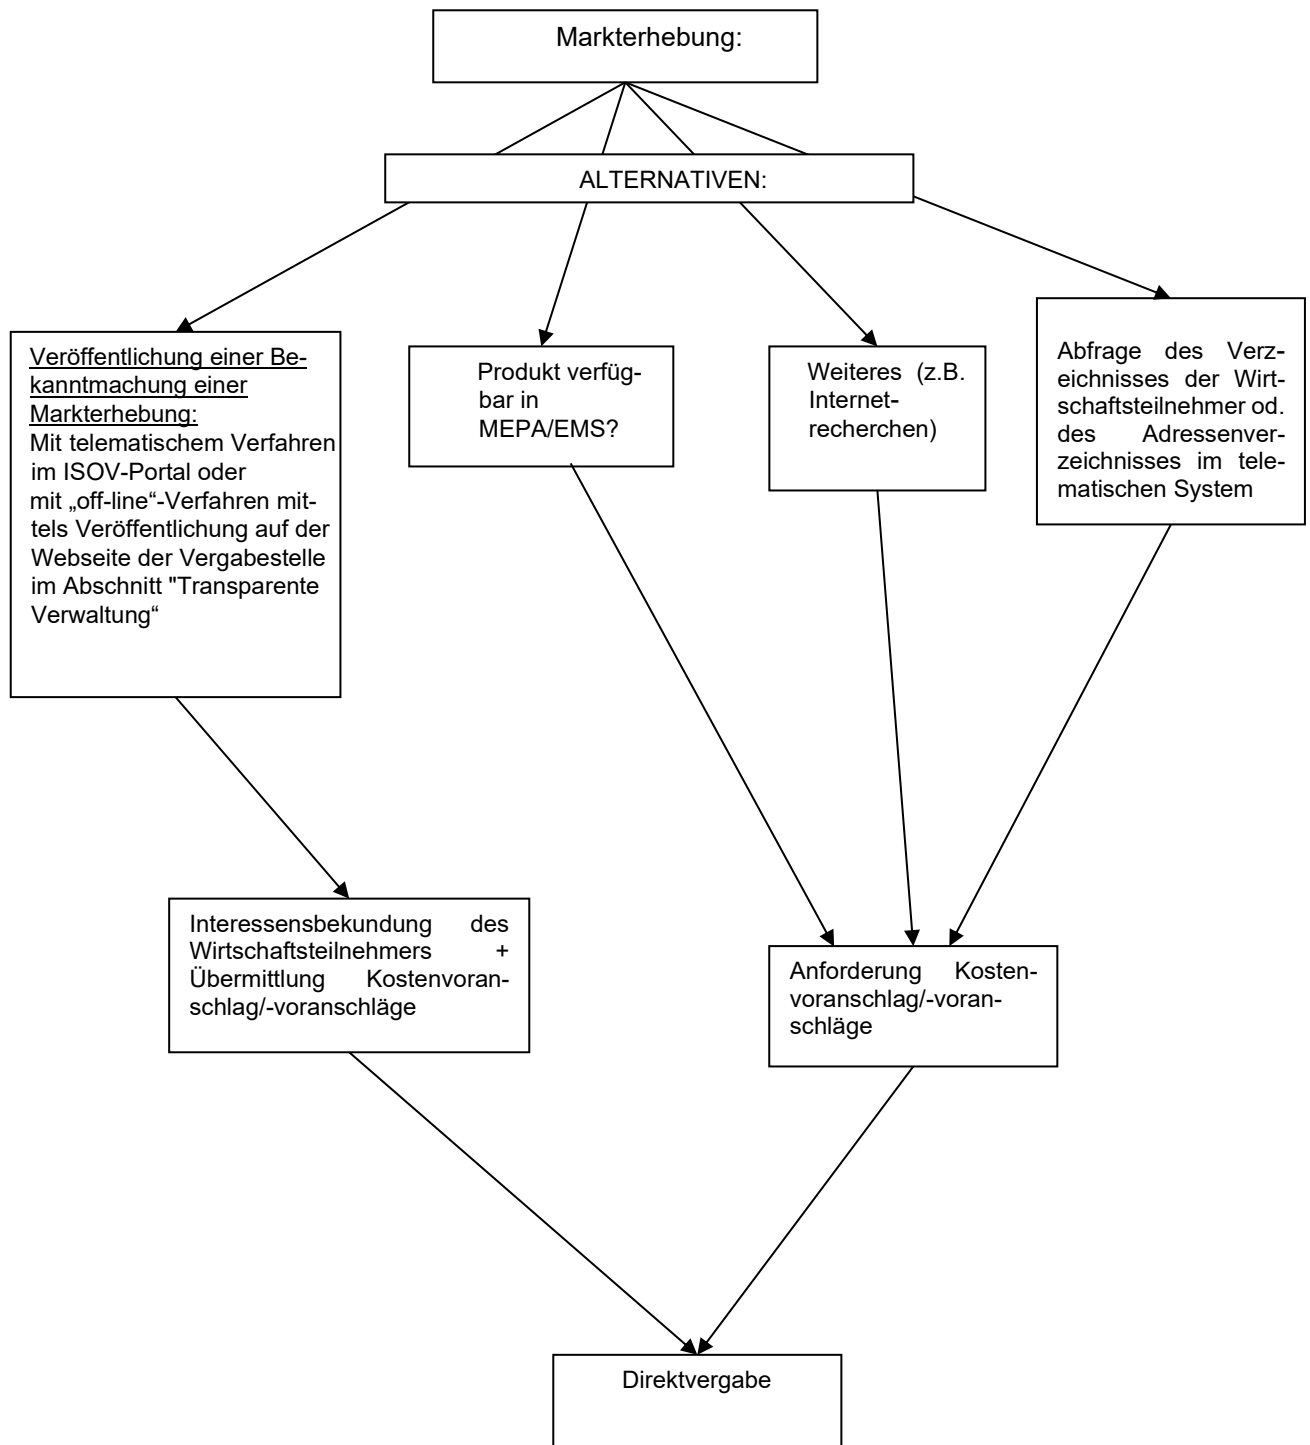 Markterhebung:
ALTERNATIVEN:
Veröffentlichung einer Be-
kanntmachung einer
Markterhebung:
Mit telematischem Verfahren
im ISOV-Portal oder
mit „off-line“-Verfahren mit-
tels Veröffentlichung auf der
Webseite der Vergabestelle
im Abschnitt "Transparente
Verwaltung“
Produkt verfüg-
bar in
MEPA/EMS?
Weiteres (z.B.
Internet-
recherchen)
Abfrage des Verz-
eichnisses der Wirt-
schaftsteilnehmer od.
des Adressenver-
zeichnisses im tele-
matischen System
Interessensbekundung des
Wirtschaftsteilnehmers +
Übermittlung Kostenvoran-
schlag/-voranschläge
Anforderung Kosten-
voranschlag/-voran-
schläge
Direktvergabe